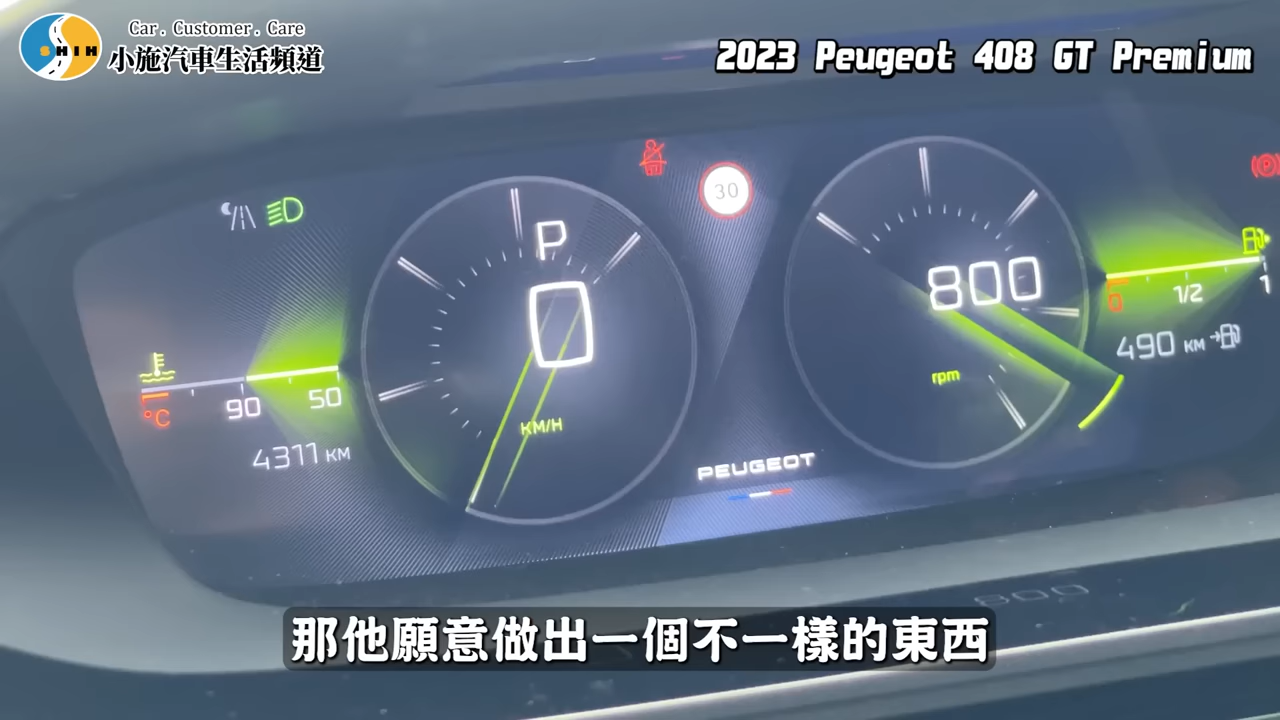 Car. Customer. Care
SHIH
小施汽車生活頻道
2023 Peugeot 408 GT Premium
30
P
0
KM/H
800
rpm
0
1/2
1
490 KM
°C
90
50
4311 KM
PEUGEOT
800
那他願意做出一個不一樣的東西